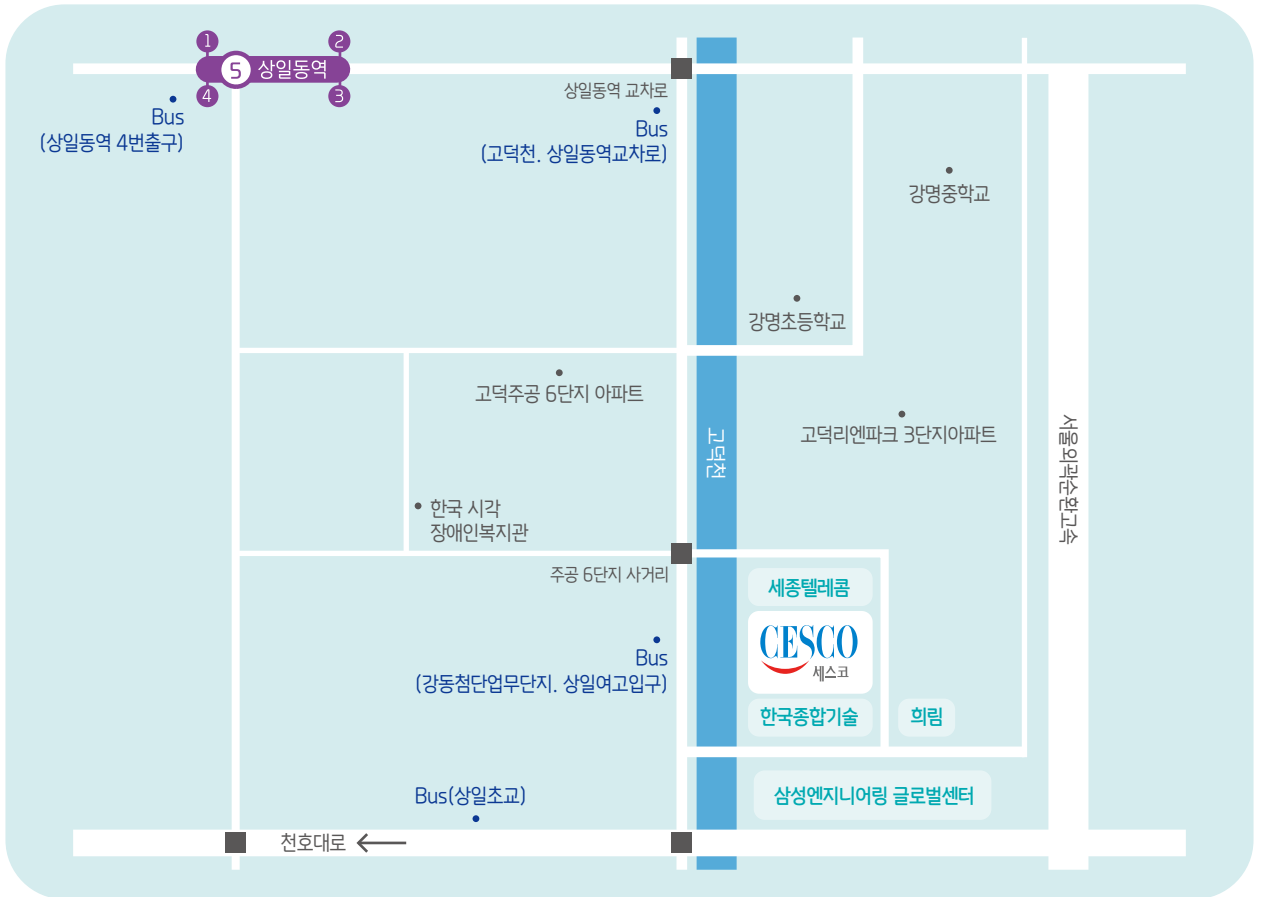 1
2
5 상일동역
4
3
Bus
(상일동역 4번출구)
상일동역 교차로
Bus
(고덕천. 상일동역교차로)
강명중학교
강명초등학교
고덕주공 6단지 아파트
고덕천
고덕리엔파크 3단지아파트
서울외곽순환고속
한국 시각
장애인복지관
주공 6단지 사거리
세종텔레콤
CESCO
세스코
Bus
(강동첨단업무단지. 상일여고입구)
한국종합기술
희림
Bus(상일초교)
삼성엔지니어링 글로벌센터
천호대로